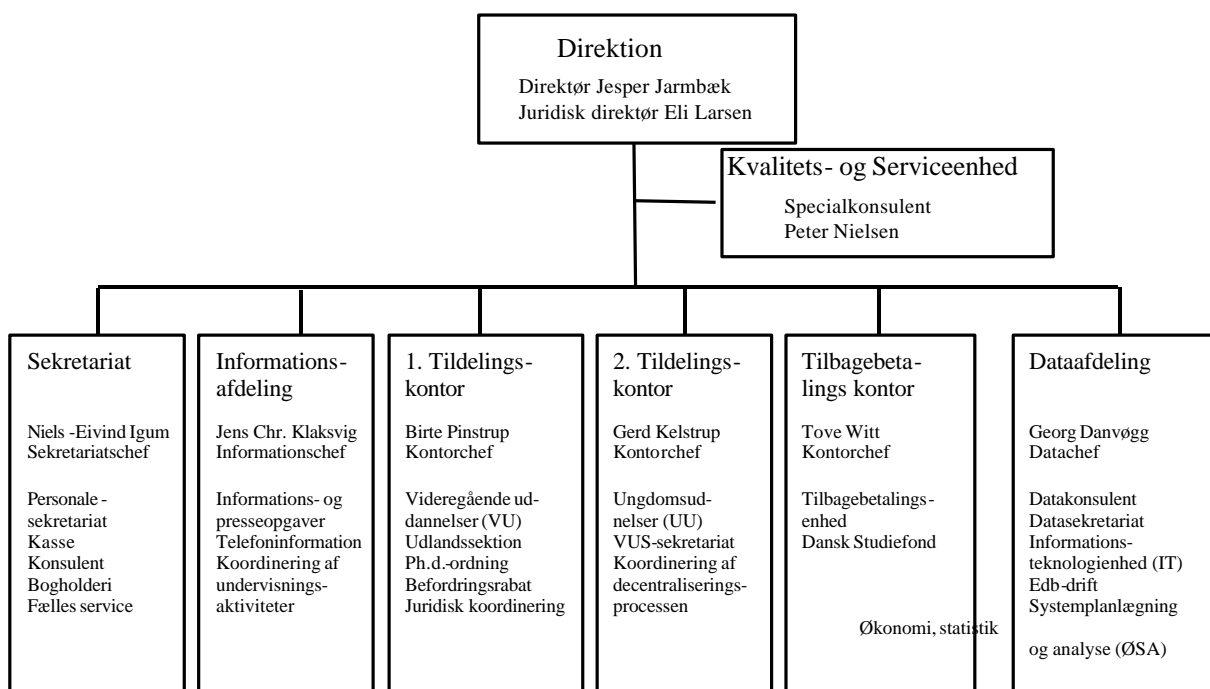 Direktion
Direktør Jesper Jarmbæk
Juridisk direktør Eli Larsen
Kvalitets- og Serviceenhed
Specialkonsulent
Peter Nielsen
Sekretariat
Niels -Eivind Igum
Sekretariatschef
Personale -
sekretariat
Kasse
Konsulent
Bogholderi
Fælles service
Informations-
afdeling
Jens Chr. Klaksvig
Informationschef
Informations- og
presseopgaver
Telefoninformation
Koordinering af
undervisnings-
aktiviteter
1. Tildelings-
kontor
Birte Pinstrup
Kontorchef
Videregående ud-
dannelser (VU)
Udlandssektion
Ph.d.-ordning
Befordringsrabat
Juridisk koordinering
2. Tildelings-
kontor
Gerd Kelstrup
Kontorchef
Ungdomsud-
nelser (UU)
VUS-sekretariat
Koordinering af
decentraliserings-
processen
Tilbagebeta-
lings kontor
Tove Witt
Kontorchef
Tilbagebetalings-
enhed
Dansk Studiefond
Økonomi, statistik
Dataafdeling
Georg Danvøgg
Datachef
Datakonsulent
Datasekretariat
Informations-
teknologienhed (IT)
Edb-drift
Systemplanlægning
og analyse (ØSA)